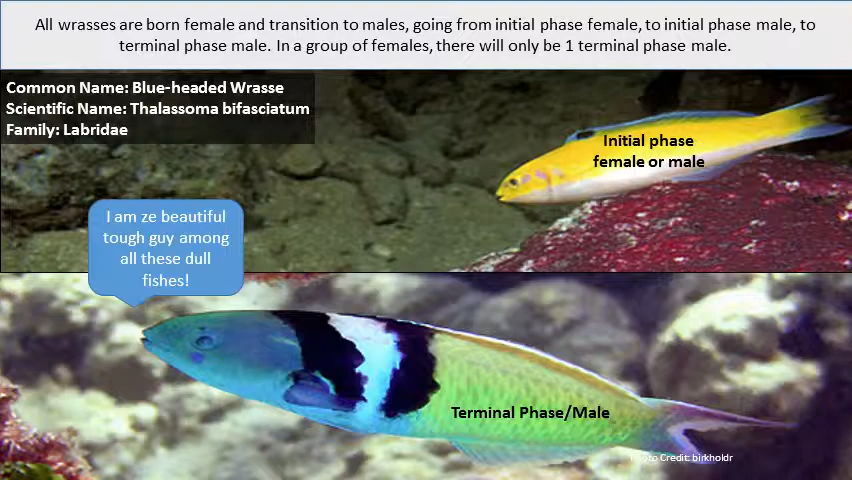 All wrasses are born female and transition to males, going from initial phase female, to initial phase male, to
terminal phase male. In a group of females, there will only be 1 terminal phase male.
Common Name: Blue-headed Wrasse
Scientific Name: Thalassoma bifasciatum
Family: Labridae
Initial phase
female or male
I am ze beautiful
tough guy among
all these dull
fishes!
Terminal Phase/Male
Photo Credit: birkholdr